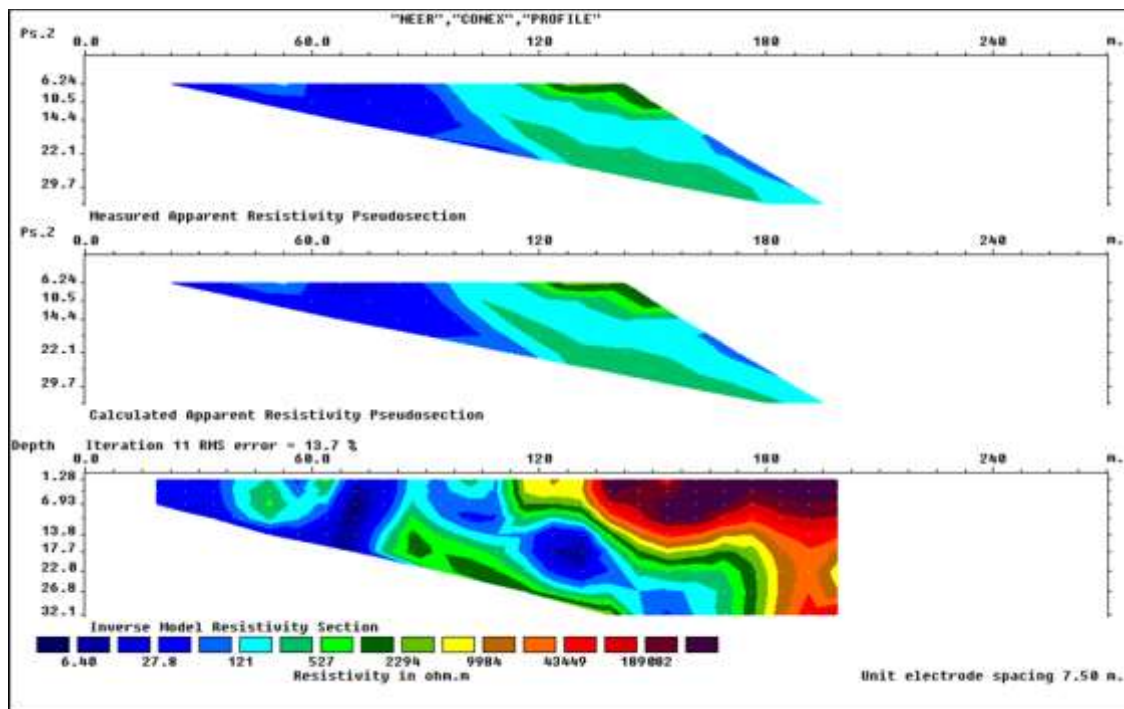 "NEER","CONEX","PROFILE"
Ps.Z 0.0 60.0 120 180 240 m.
6.24
10.5
14.4
22.1
29.7
Measured Apparent Resistivity Pseudosection
Ps.Z 0.0 60.0 120 180 240 m.
6.24
10.5
14.4
22.1
29.7
Calculated Apparent Resistivity Pseudosection
Depth Iteration 11 RMS error = 13.7 %
0.0 60.0 120 180 240 m.
1.28
6.93
13.8
17.7
22.0
26.8
32.1
Inverse Model Resistivity Section
6.40 27.8 121 527 2294 9984 43449 189082
Resistivity in ohm.m
Unit electrode spacing 7.50 m.